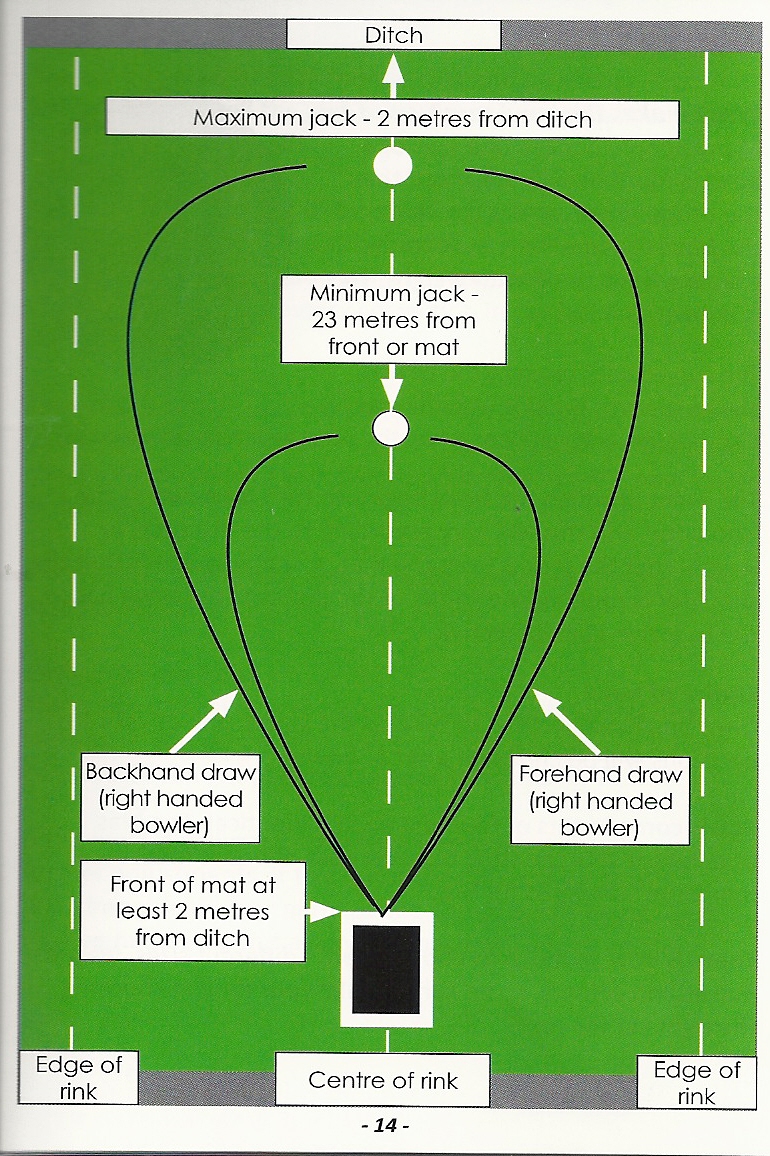 Ditch
Maximum jack - 2 metres from ditch
Minimum jack -
23 metres from
front or mat
Backhand draw
(right handed
bowler)
Forehand draw
(right handed
bowler)
Front of mat at
least 2 metres
from ditch
Edge of
rink
Centre of rink
Edge of
rink
- 14 -